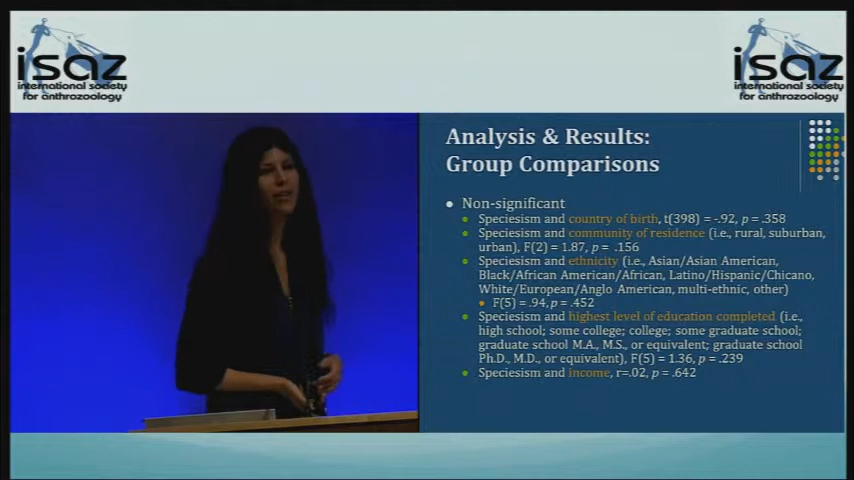 isaz
international society
for anthrozoology
isaz
international society
for anthrozoology
Analysis & Results:
Group Comparisons
Non-significant
Speciesism and country of birth, t(398) = -.92, p = .358
Speciesism and community of residence (i.e., rural, suburban,
urban), F(2) = 1.87, p = .156
Speciesism and ethnicity (i.e., Asian/Asian American,
Black/African American/African, Latino/Hispanic/Chicano,
White/European/Anglo American, multi-ethnic, other)
F(5) = .94, p = .452
Speciesism and highest level of education completed (i.e.,
high school; some college; college; some graduate school;
graduate school M.A., M.S., or equivalent; graduate school
Ph.D., M.D., or equivalent), F(5) = 1.36, p = .239
Speciesism and income, r=.02, p = .642